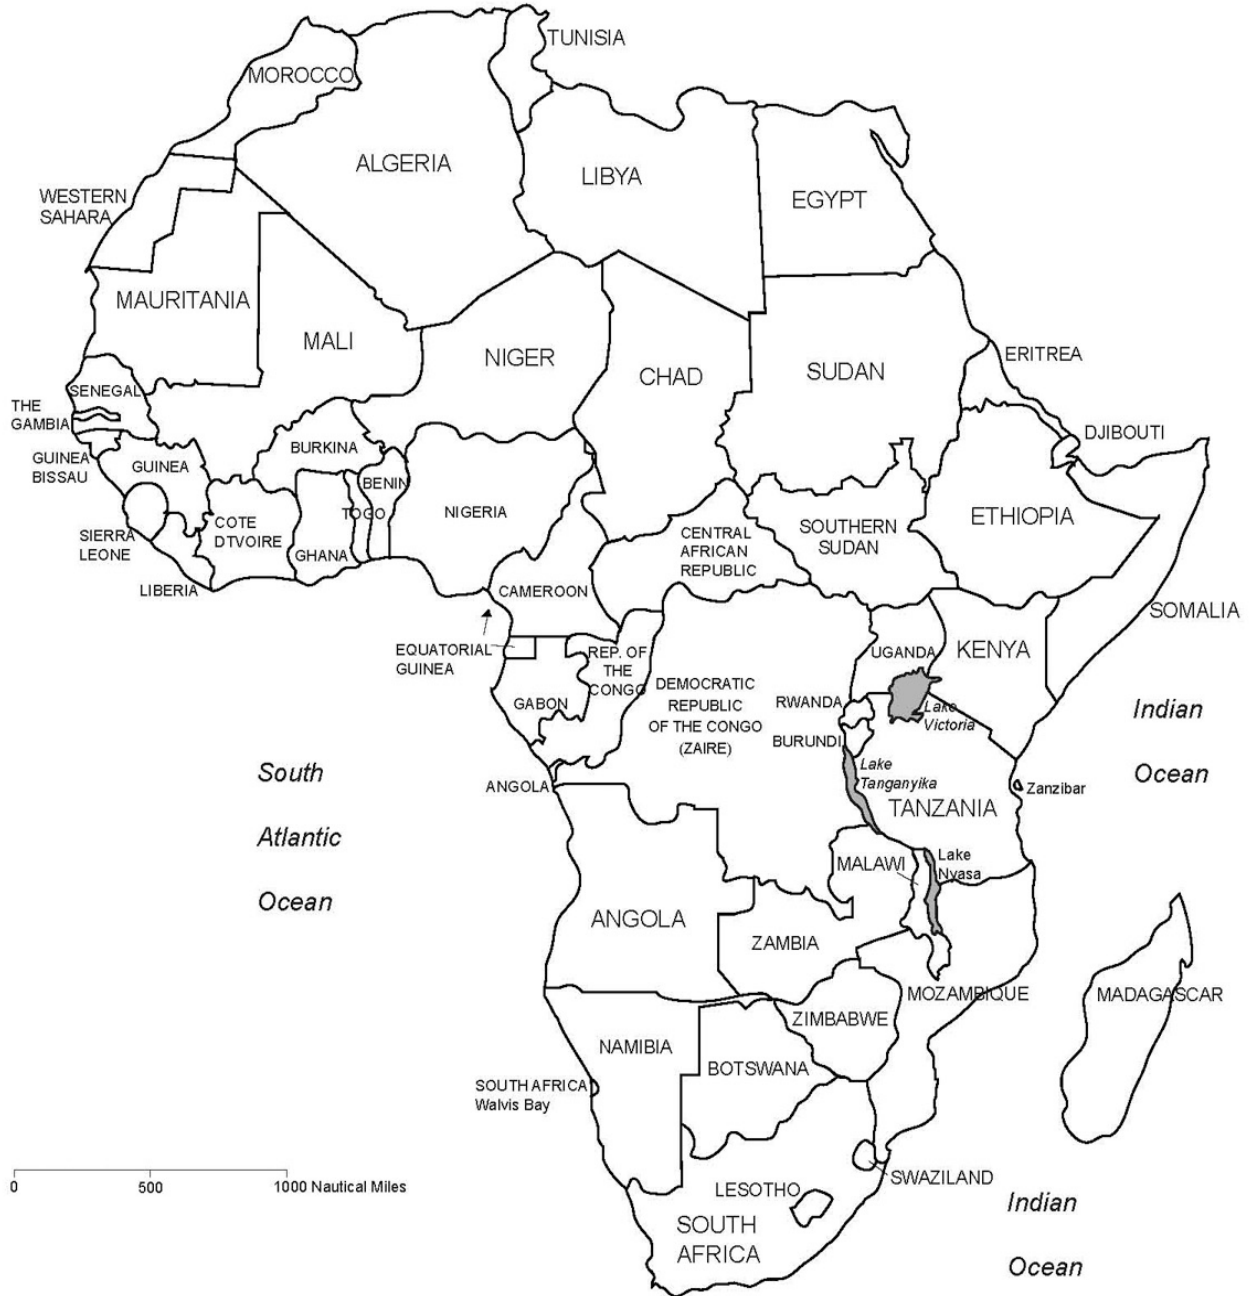 TUNISIA
MOROCCO
ALGERIA
LIBYA
EGYPT
WESTERN
SAHARA
MAURITANIA
MALI
NIGER
CHAD
SUDAN
ERITREA
SENEGAL
THE
GAMBIA
DJIBOUTI
GUINEA
BISSAU
GUINEA
BURKINA
BENIN
TOGO
NIGERIA
COTE
DTVOIRE
GHANA
SIERRA
LEONE
LIBERIA
CENTRAL
AFRICAN
REPUBLIC
SOUTHERN
SUDAN
ETHIOPIA
CAMEROON
SOMALIA
EQUATORIAL
GUINEA
REP. OF
THE
CONGO
GABON
UGANDA
KENYA
DEMOCRATIC
REPUBLIC
OF THE CONGO
(ZAIRE)
RWANDA
BURUNDI
Lake
Victoria
Indian
Ocean
Lake
Tanganyika
TANZANIA
Zanzibar
South
Atlantic
Ocean
ANGOLA
MALAWI
Lake
Nyasa
ANGOLA
ZAMBIA
MOZAMBIQUE
MADAGASCAR
ZIMBABWE
NAMIBIA
BOTSWANA
SOUTH AFRICA
Walvis Bay
SWAZILAND
LESOTHO
SOUTH
AFRICA
Indian
Ocean
0 500 1000 Nautical Miles